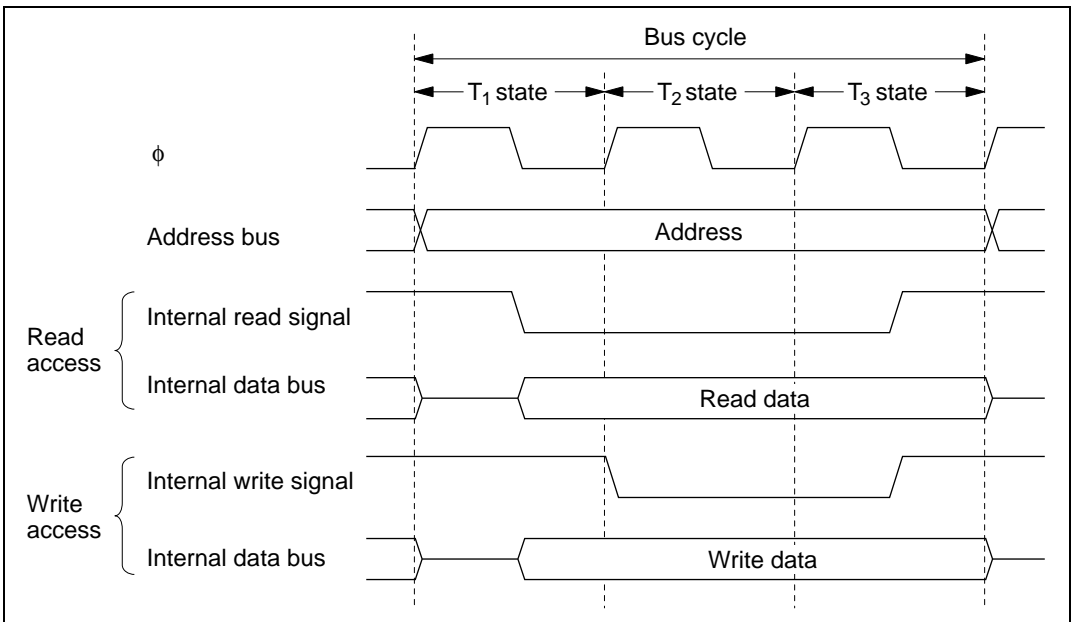 Bus cycle
T1 state
T2 state
T3 state
ϕ
Address bus
Address
Read
access
Internal read signal
Internal data bus
Read data
Write
access
Internal write signal
Internal data bus
Write data